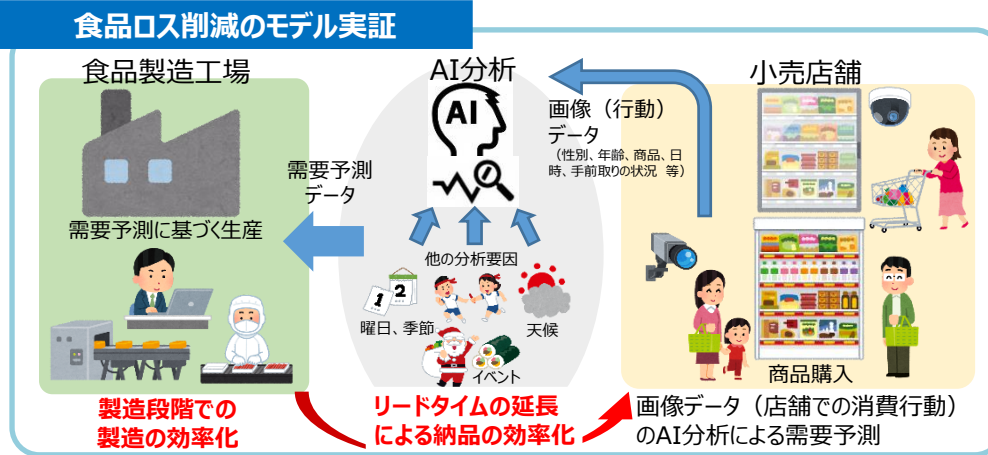 食品ロス削減のモデル実証
食品製造工場
AI分析
小売店舗
AI
画像（行動）
データ
（性別、年齢、商品、日
時、手前取りの状況 等）
需要予測
データ
需要予測に基づく生産
他の分析要因
1
2
曜日、季節
天候
イベント
商品購入
製造段階での
製造の効率化
リードタイムの延長
による納品の効率化
画像データ（店舗での消費行動）
のAI分析による需要予測